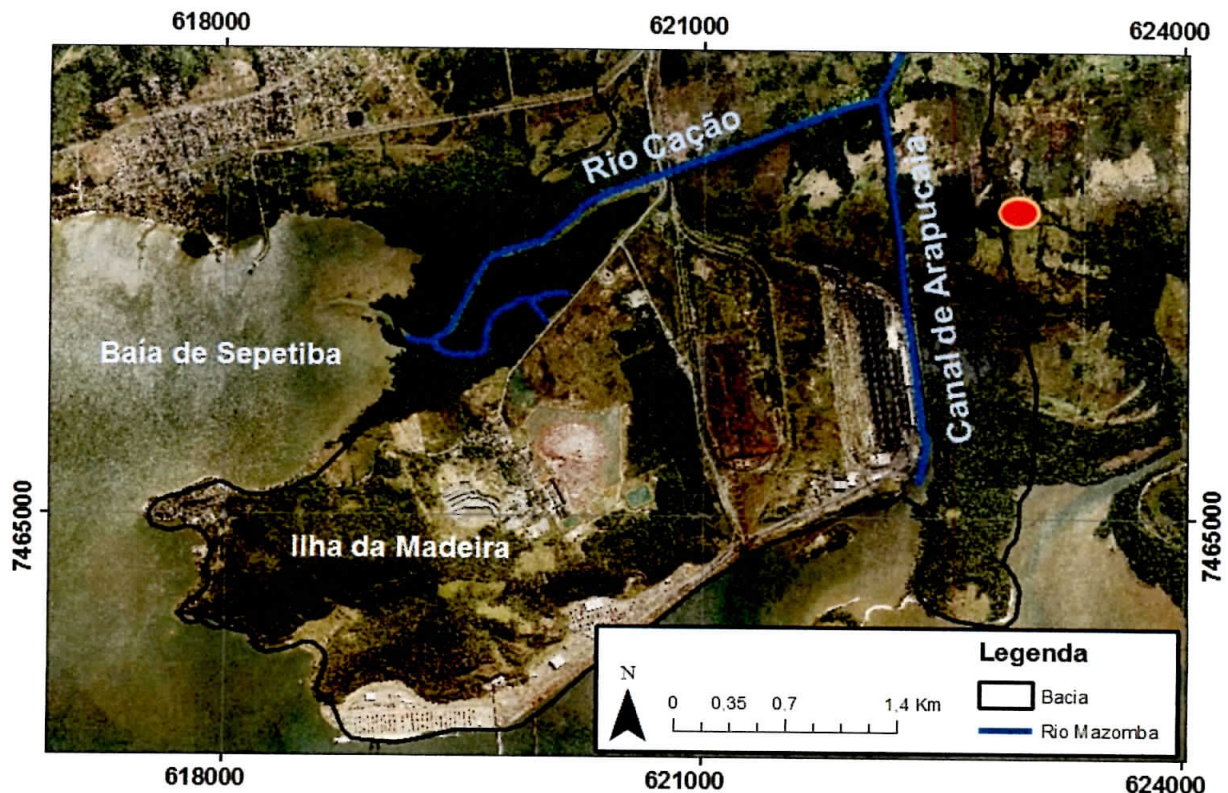 618000
621000
624000
Rio Cação
Canal de Arapucaia
Baía de Sepetiba
Ilha da Madeira
7465000
7465000
N
0 0.35 0.7 1.4 Km
Legenda
Bacia
Rio Mazomba
618000
621000
624000